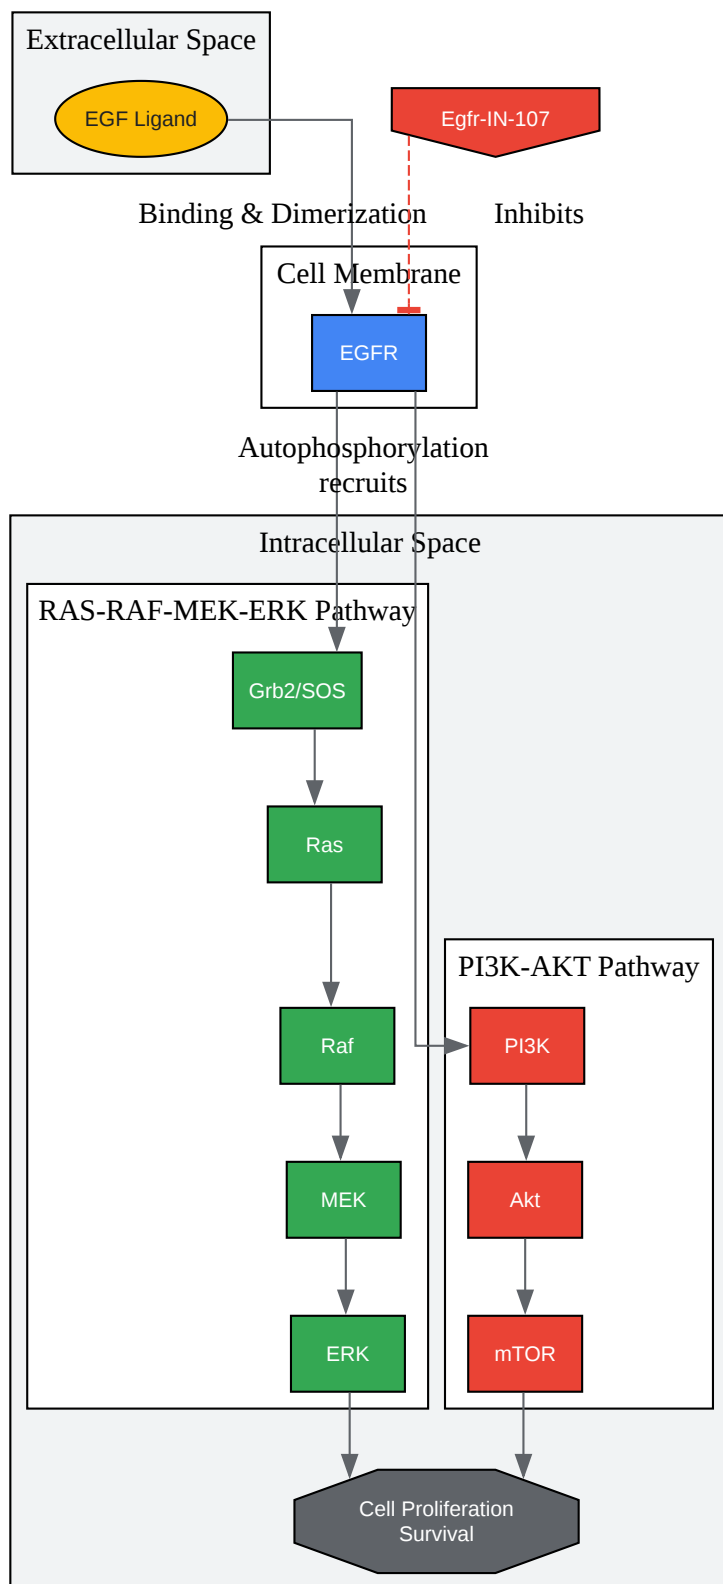 Extracellular Space
EGF Ligand
Egfr-IN-107
Binding & Dimerization
Inhibits
Cell Membrane
EGFR
Autophosphorylation
recruits
Intracellular Space
RAS-RAF-MEK-ERK Pathway
Grb2/SOS
Ras
PI3K-AKT Pathway
Raf
PI3K
MEK
Akt
ERK
mTOR
Cell Proliferation
Survival